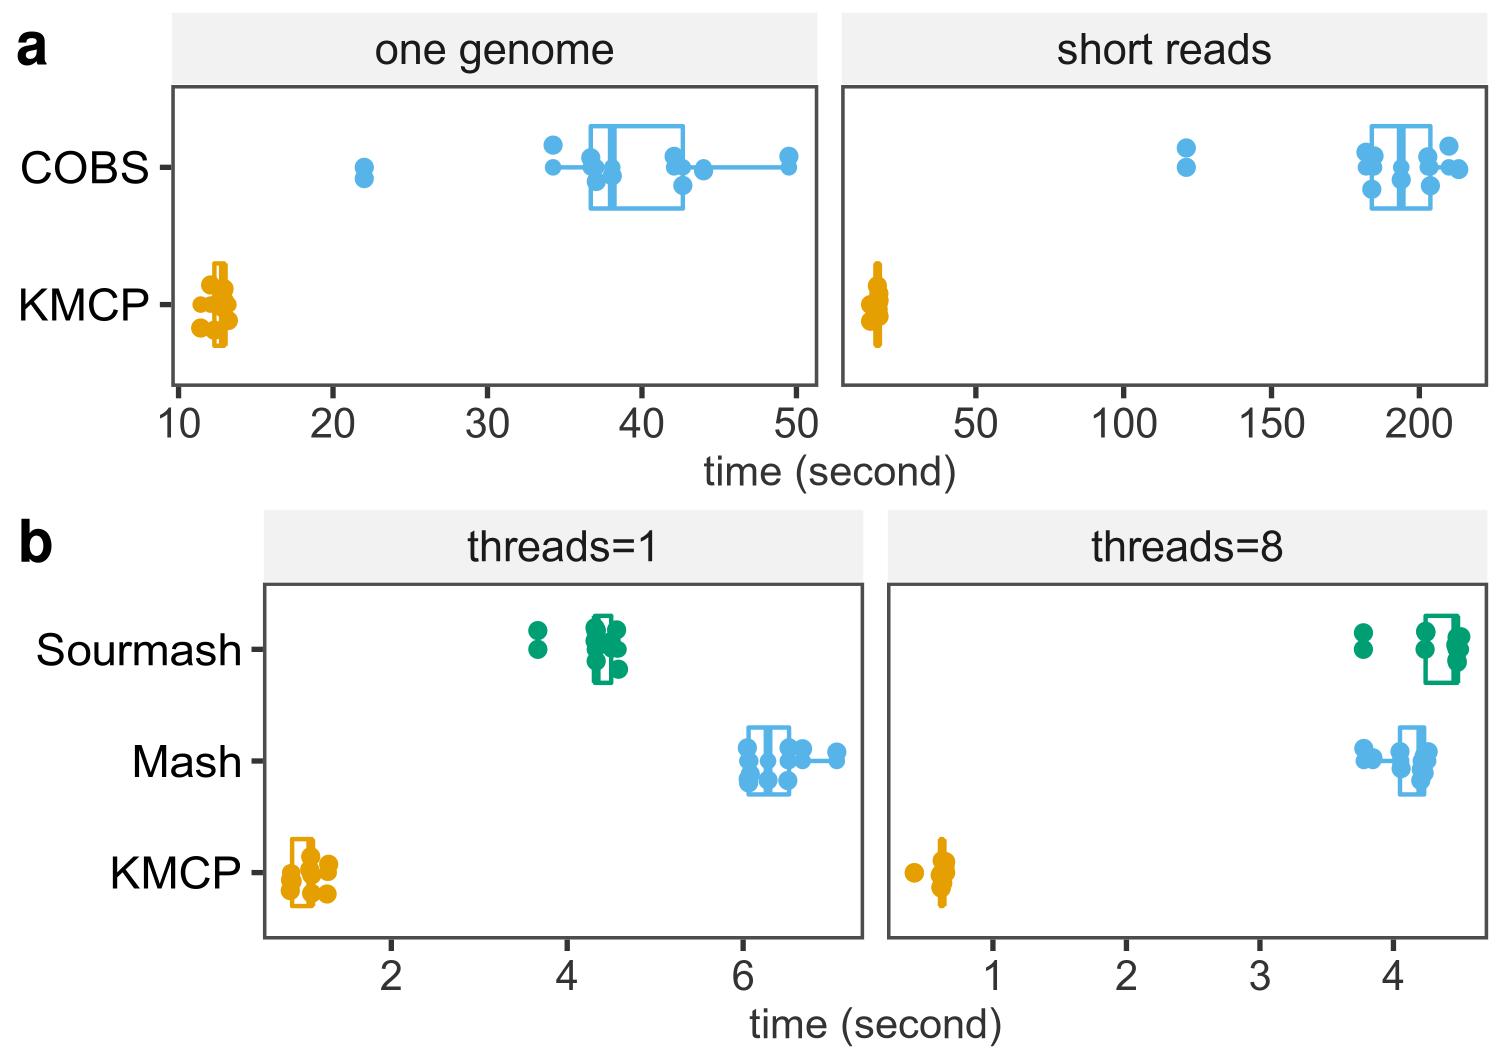 a
one genome short reads
COBS
KMCP
10 20 30 40 50 50 100 150 200
time (second)
b
threads=1 threads=8
Sourmash
Mash
KMCP
2 4 6 1 2 3 4
time (second)